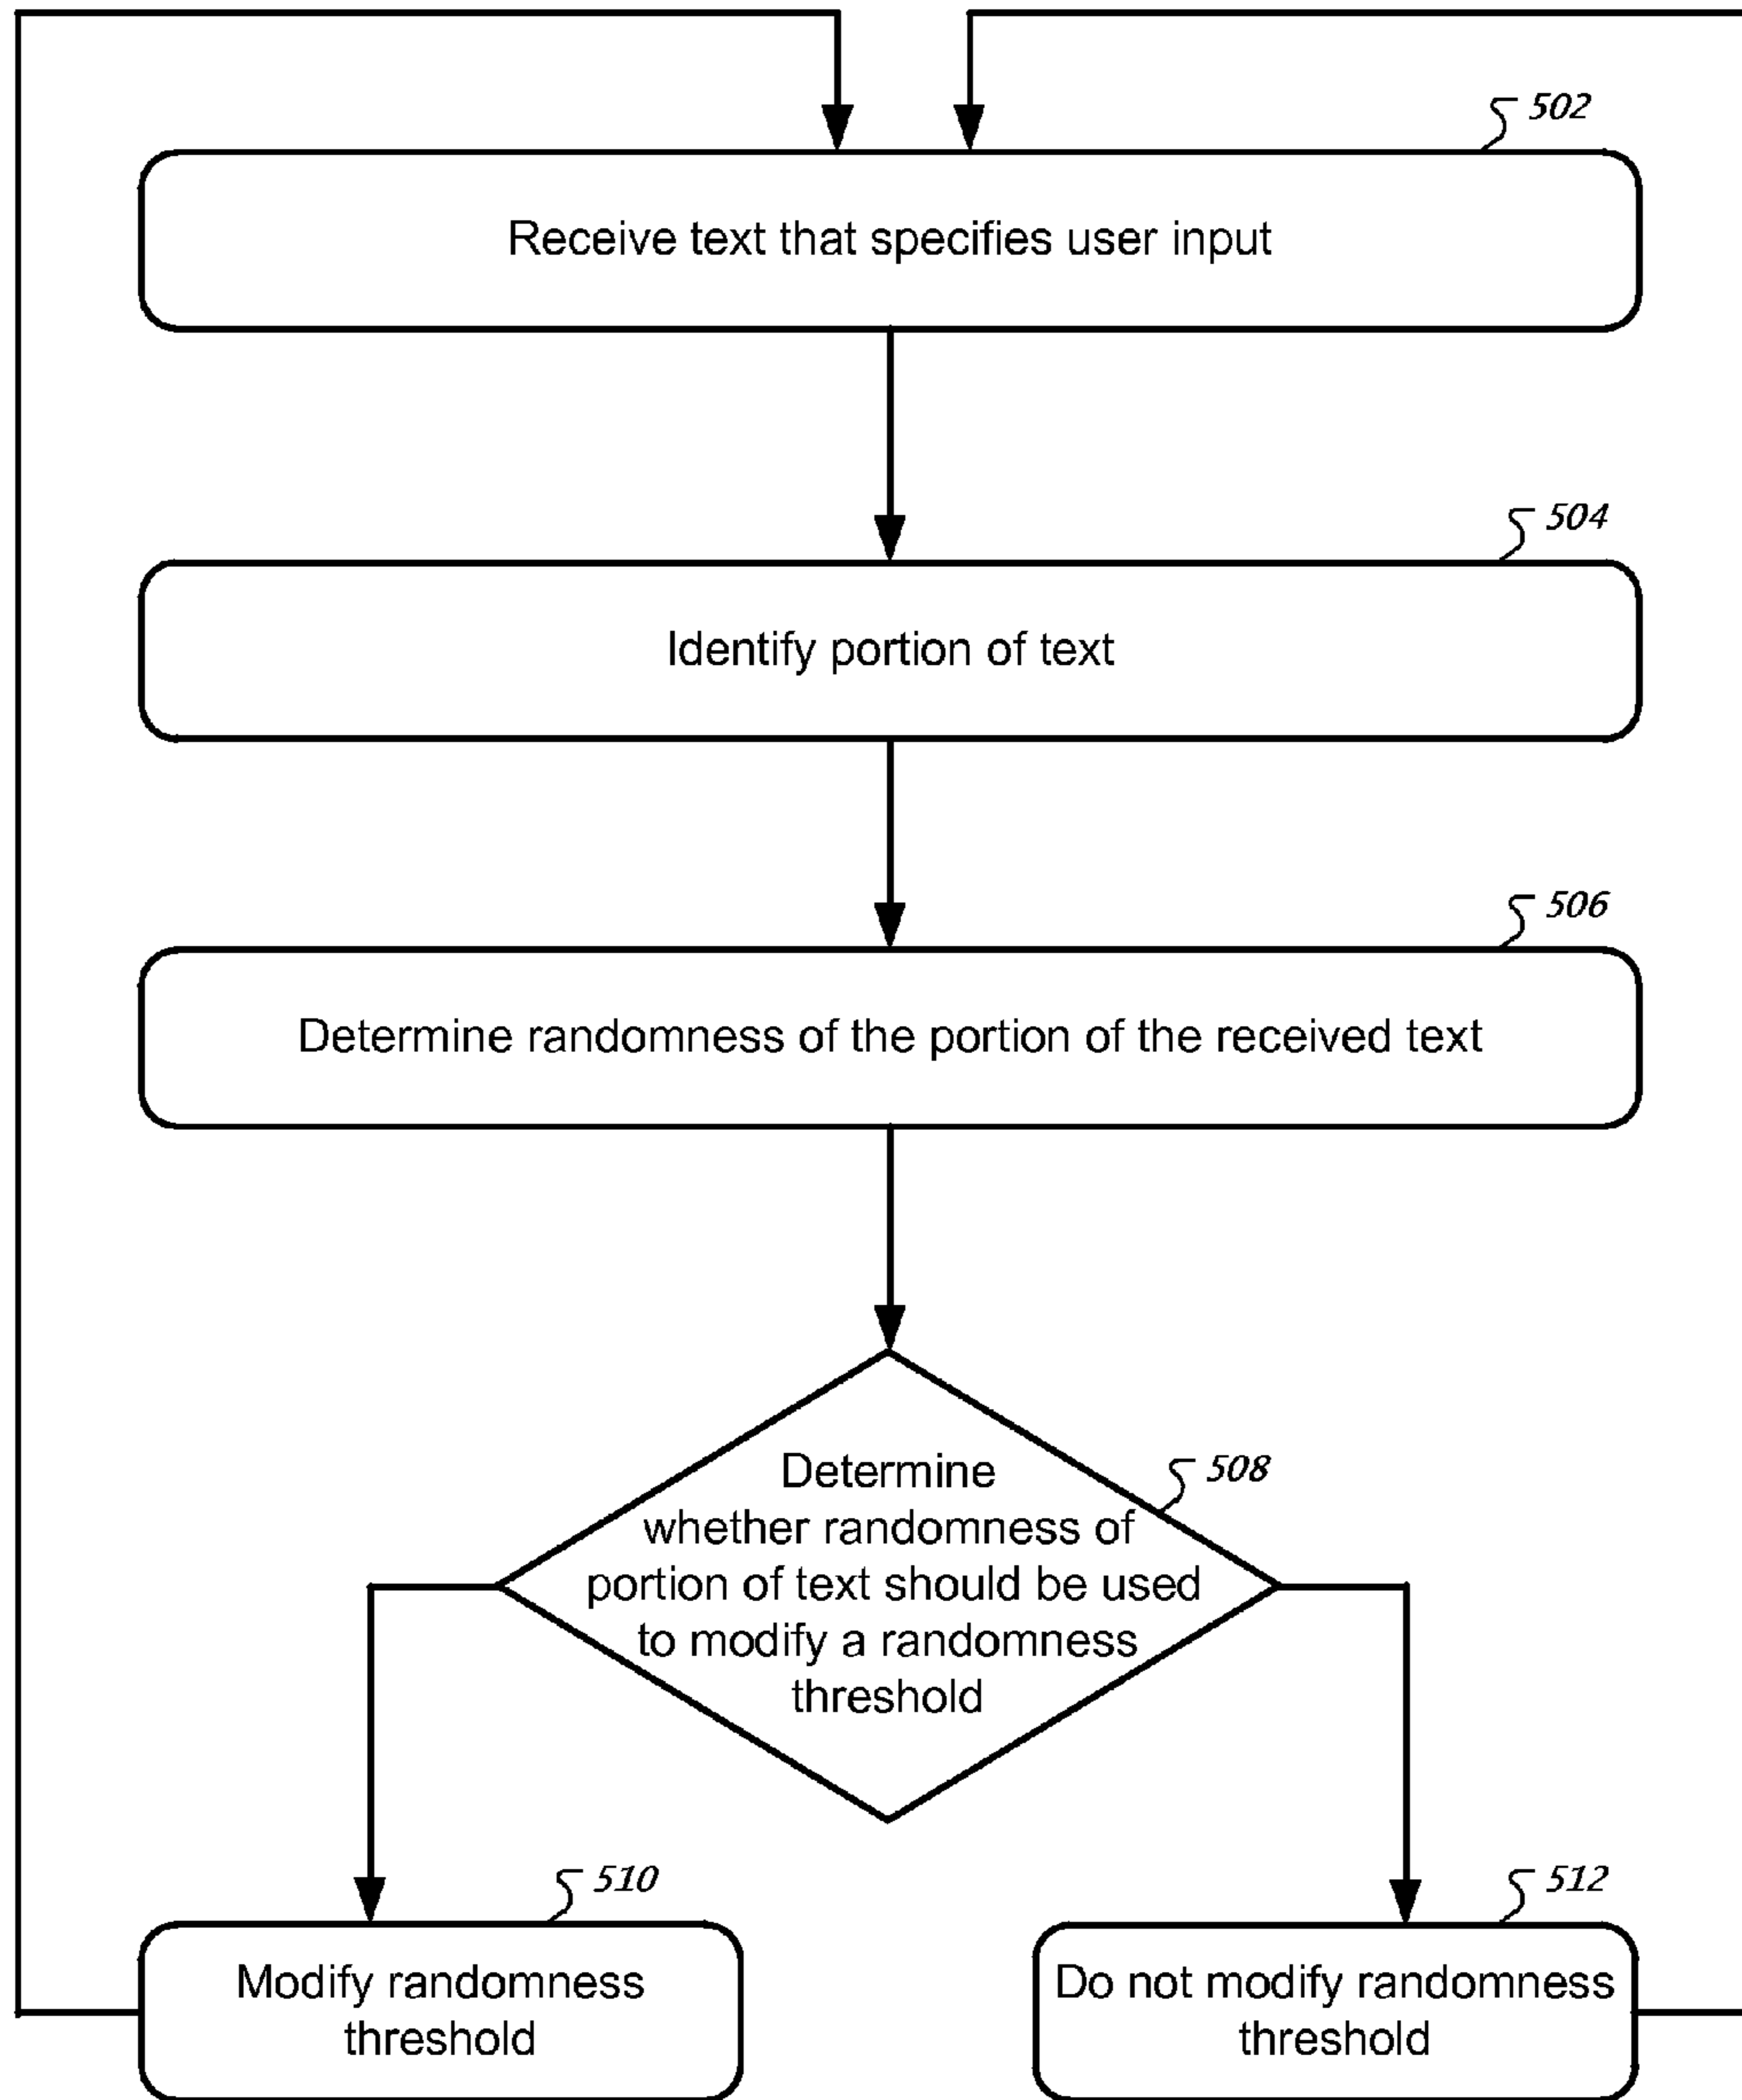 502
Receive text that specifies user input
504
Identify portion of text
506
Determine randomness of the portion of the received text
508
Determine
whether randomness of
portion of text should be used
to modify a randomness
threshold
510
Modify randomness
threshold
512
Do not modify randomness
threshold